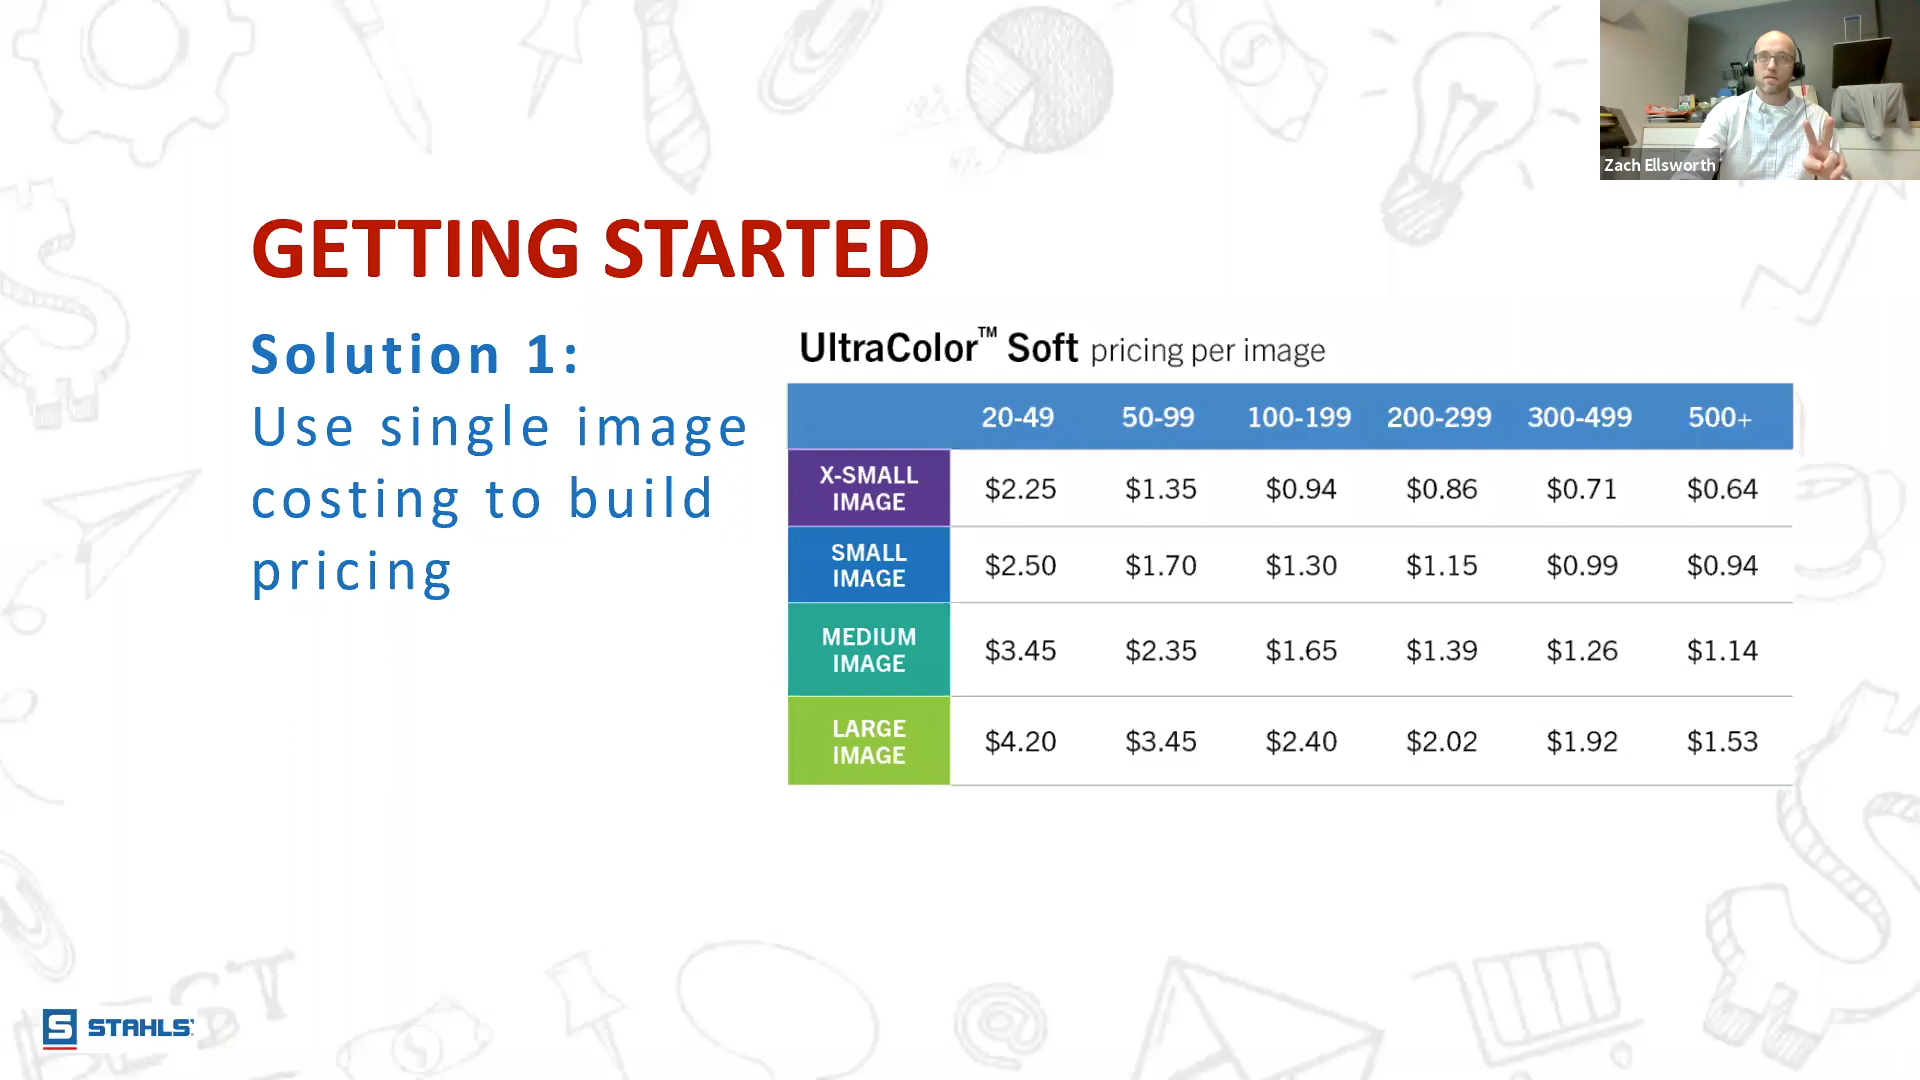 Zach Ellsworth
GETTING STARTED
Solution 1:
Use single image
costing to build
pricing
UltraColor™ Soft pricing per image
20-49 50-99 100-199 200-299 300-499 500+
X-SMALL
IMAGE
$2.25 $1.35 $0.94 $0.86 $0.71 $0.64
SMALL
IMAGE
$2.50 $1.70 $1.30 $1.15 $0.99 $0.94
MEDIUM
IMAGE
$3.45 $2.35 $1.65 $1.39 $1.26 $1.14
LARGE
IMAGE
$4.20 $3.45 $2.40 $2.02 $1.92 $1.53
S STAHLS'